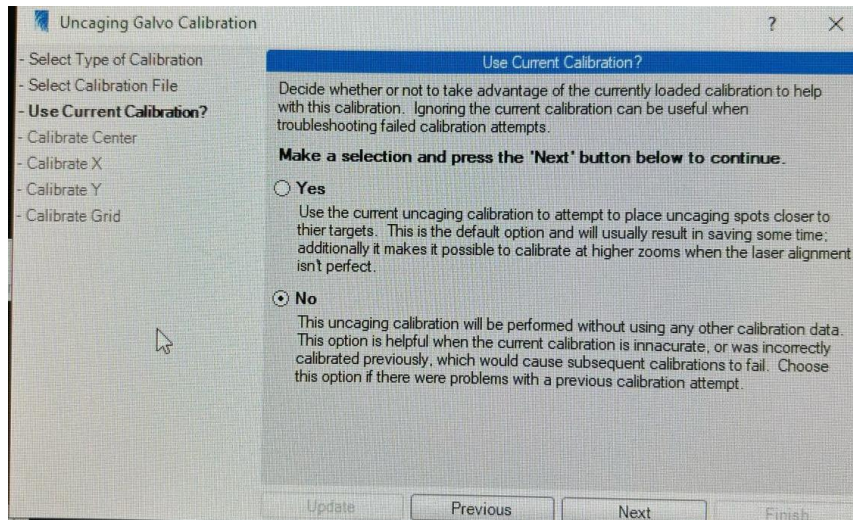 Uncaging Galvo Calibration
?
- Select Type of Calibration
- Select Calibration File
- Use Current Calibration?
- Calibrate Center
- Calibrate X
- Calibrate Y
- Calibrate Grid
Use Current Calibration?
Decide whether or not to take advantage of the currently loaded calibration to help
with this calibration. Ignoring the current calibration can be useful when
troubleshooting failed calibration attempts.
Make a selection and press the 'Next' button below to continue.
Yes
Use the current uncaging calibration to attempt to place uncaging spots closer to
thier targets. This is the default option and will usually result in saving some time;
additionally it makes it possible to calibrate at higher zooms when the laser alignment
isn't perfect.
No
This uncaging calibration will be performed without using any other calibration data.
This option is helpful when the current calibration is innacurate, or was incorrectly
calibrated previously, which would cause subsequent calibrations to fail. Choose
this option if there were problems with a previous calibration attempt.
Update
Previous
Next
Finish